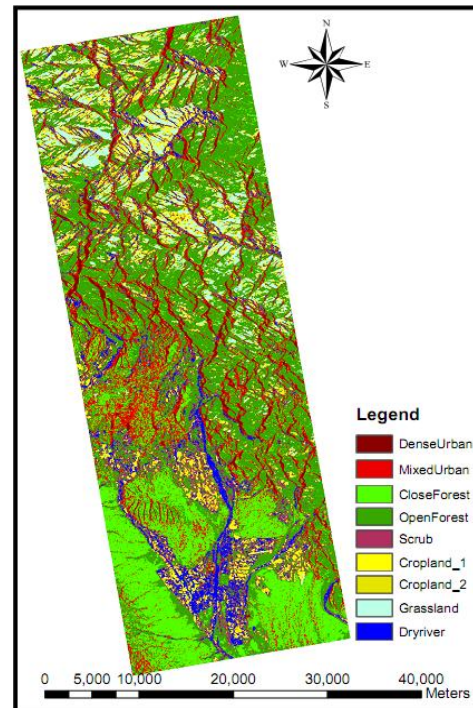 N
W E
S
Legend
DenseUrban
MixedUrban
CloseForest
OpenForest
Scrub
Cropland_1
Cropland_2
Grassland
Dryriver
0 5,000 10,000 20,000 30,000 40,000
Meters